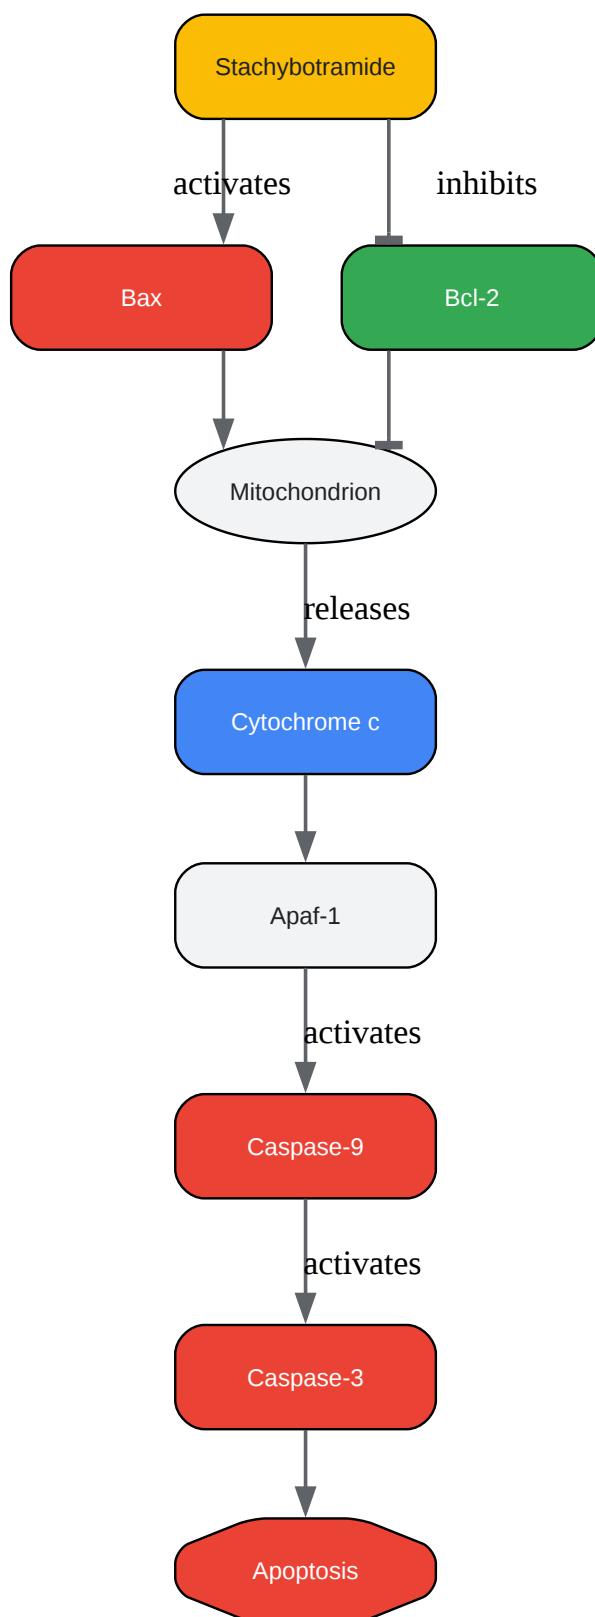 Stachybotramide
activates
inhibits
Bax
Bcl-2
Mitochondrion
releases
Cytochrome c
Apaf-1
activates
Caspase-9
activates
Caspase-3
Apoptosis